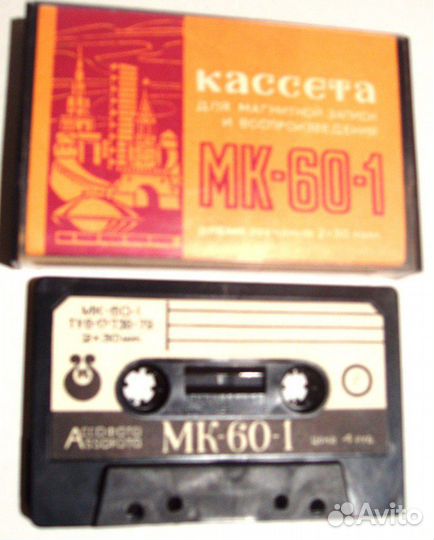 кассета
ДЛЯ МАГНИТНОЙ ЗАПИСИ
И ВОСПРОИЗВЕДЕНИЯ
МК-60-1
время звучания 2×30 мин.
МК-60-1
2×30 мин
МК-60-1
цена
Avito